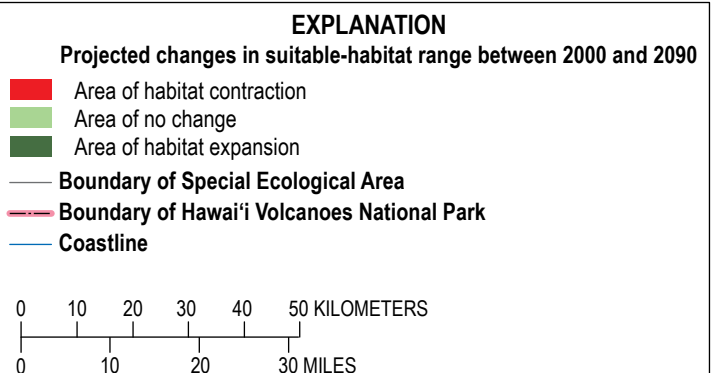 EXPLANATION
Projected changes in suitable-habitat range between 2000 and 2090
Area of habitat contraction
Area of no change
Area of habitat expansion
Boundary of Special Ecological Area
Boundary of Hawai‘i Volcanoes National Park
Coastline
0 10 20 30 40 50 KILOMETERS
0 10 20 30 MILES